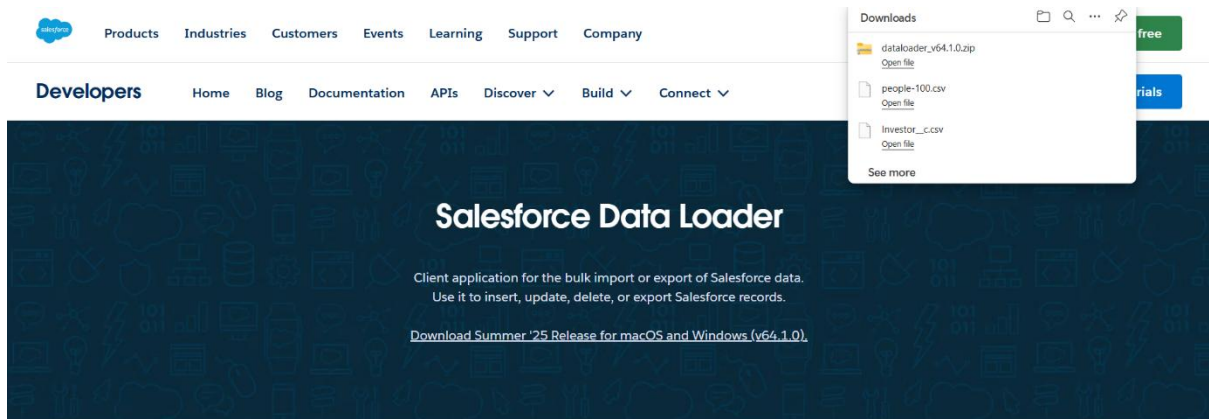 salesforce
Products Industries Customers Events Learning Support Company
free
Developers
Home Blog Documentation APIs Discover Build Connect
rials
Downloads
dataloader_v64.1.0.zip
Open file
people-100.csv
Open file
Investor__c.csv
Open file
See more
Salesforce Data Loader
Client application for the bulk import or export of Salesforce data.
Use it to insert, update, delete, or export Salesforce records.
Download Summer '25 Release for macOS and Windows (v64.1.0).